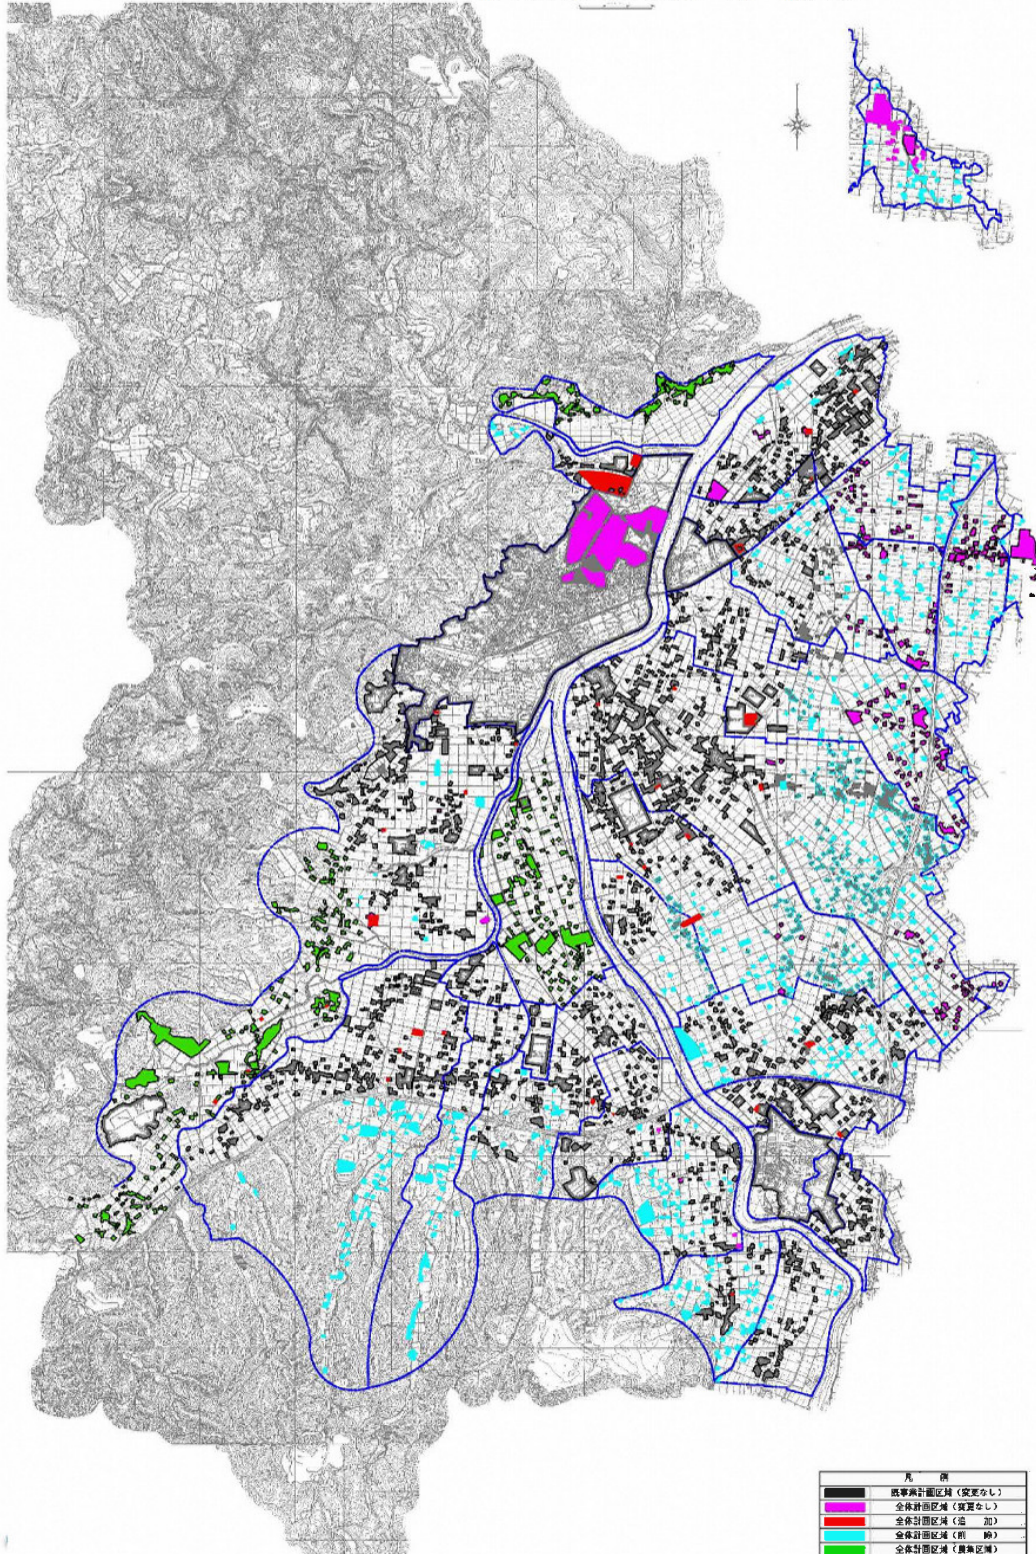 凡 例
既事業計画区域（変更なし）
全体計画区域（変更なし）
全体計画区域（追 加）
全体計画区域（削 除）
全体計画区域（農集区域）